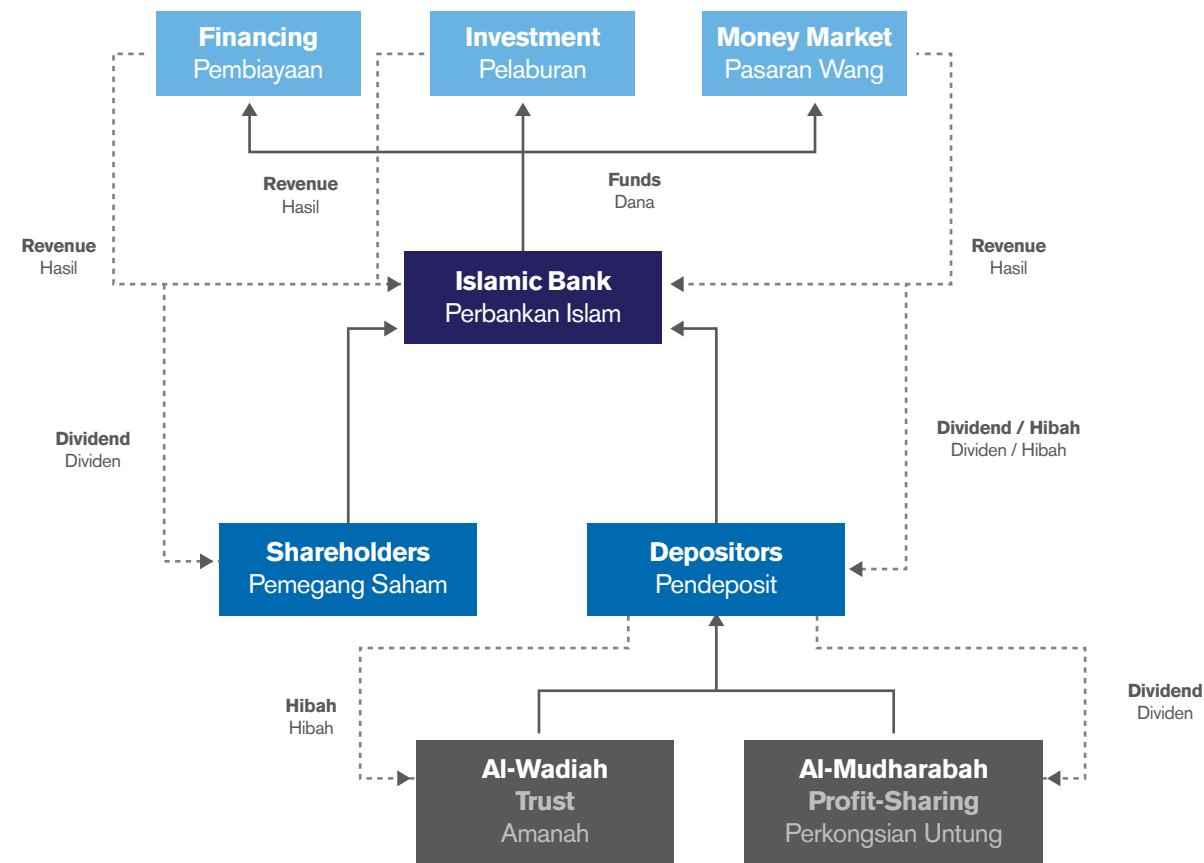 Financing
Pembiayaan
Investment
Pelaburan
Money Market
Pasaran Wang
Revenue
Hasil
Funds
Dana
Revenue
Hasil
Revenue
Hasil
Islamic Bank
Perbankan Islam
Dividend
Dividen
Dividend / Hibah
Dividen / Hibah
Shareholders
Pemegang Saham
Depositors
Pendeposit
Hibah
Hibah
Dividend
Dividen
Al-Wadiah
Trust
Amanah
Al-Mudharabah
Profit-Sharing
Perkongsian Untung